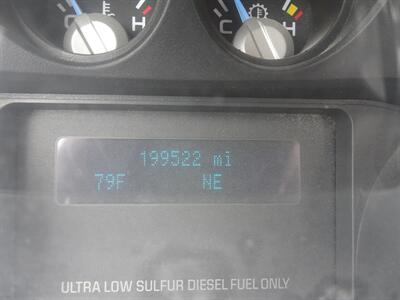 H C H
199522 mi
79F NE
ULTRA LOW SULFUR DIESEL FUEL ONLY